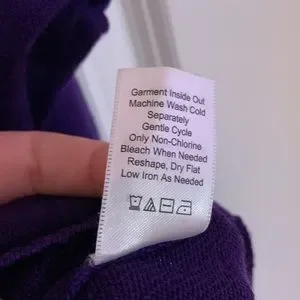 Garment Inside Out
Machine Wash Cold
Separately
Gentle Cycle
Only Non-Chlorine
Bleach When Needed
Reshape, Dry Flat
Low Iron As Needed